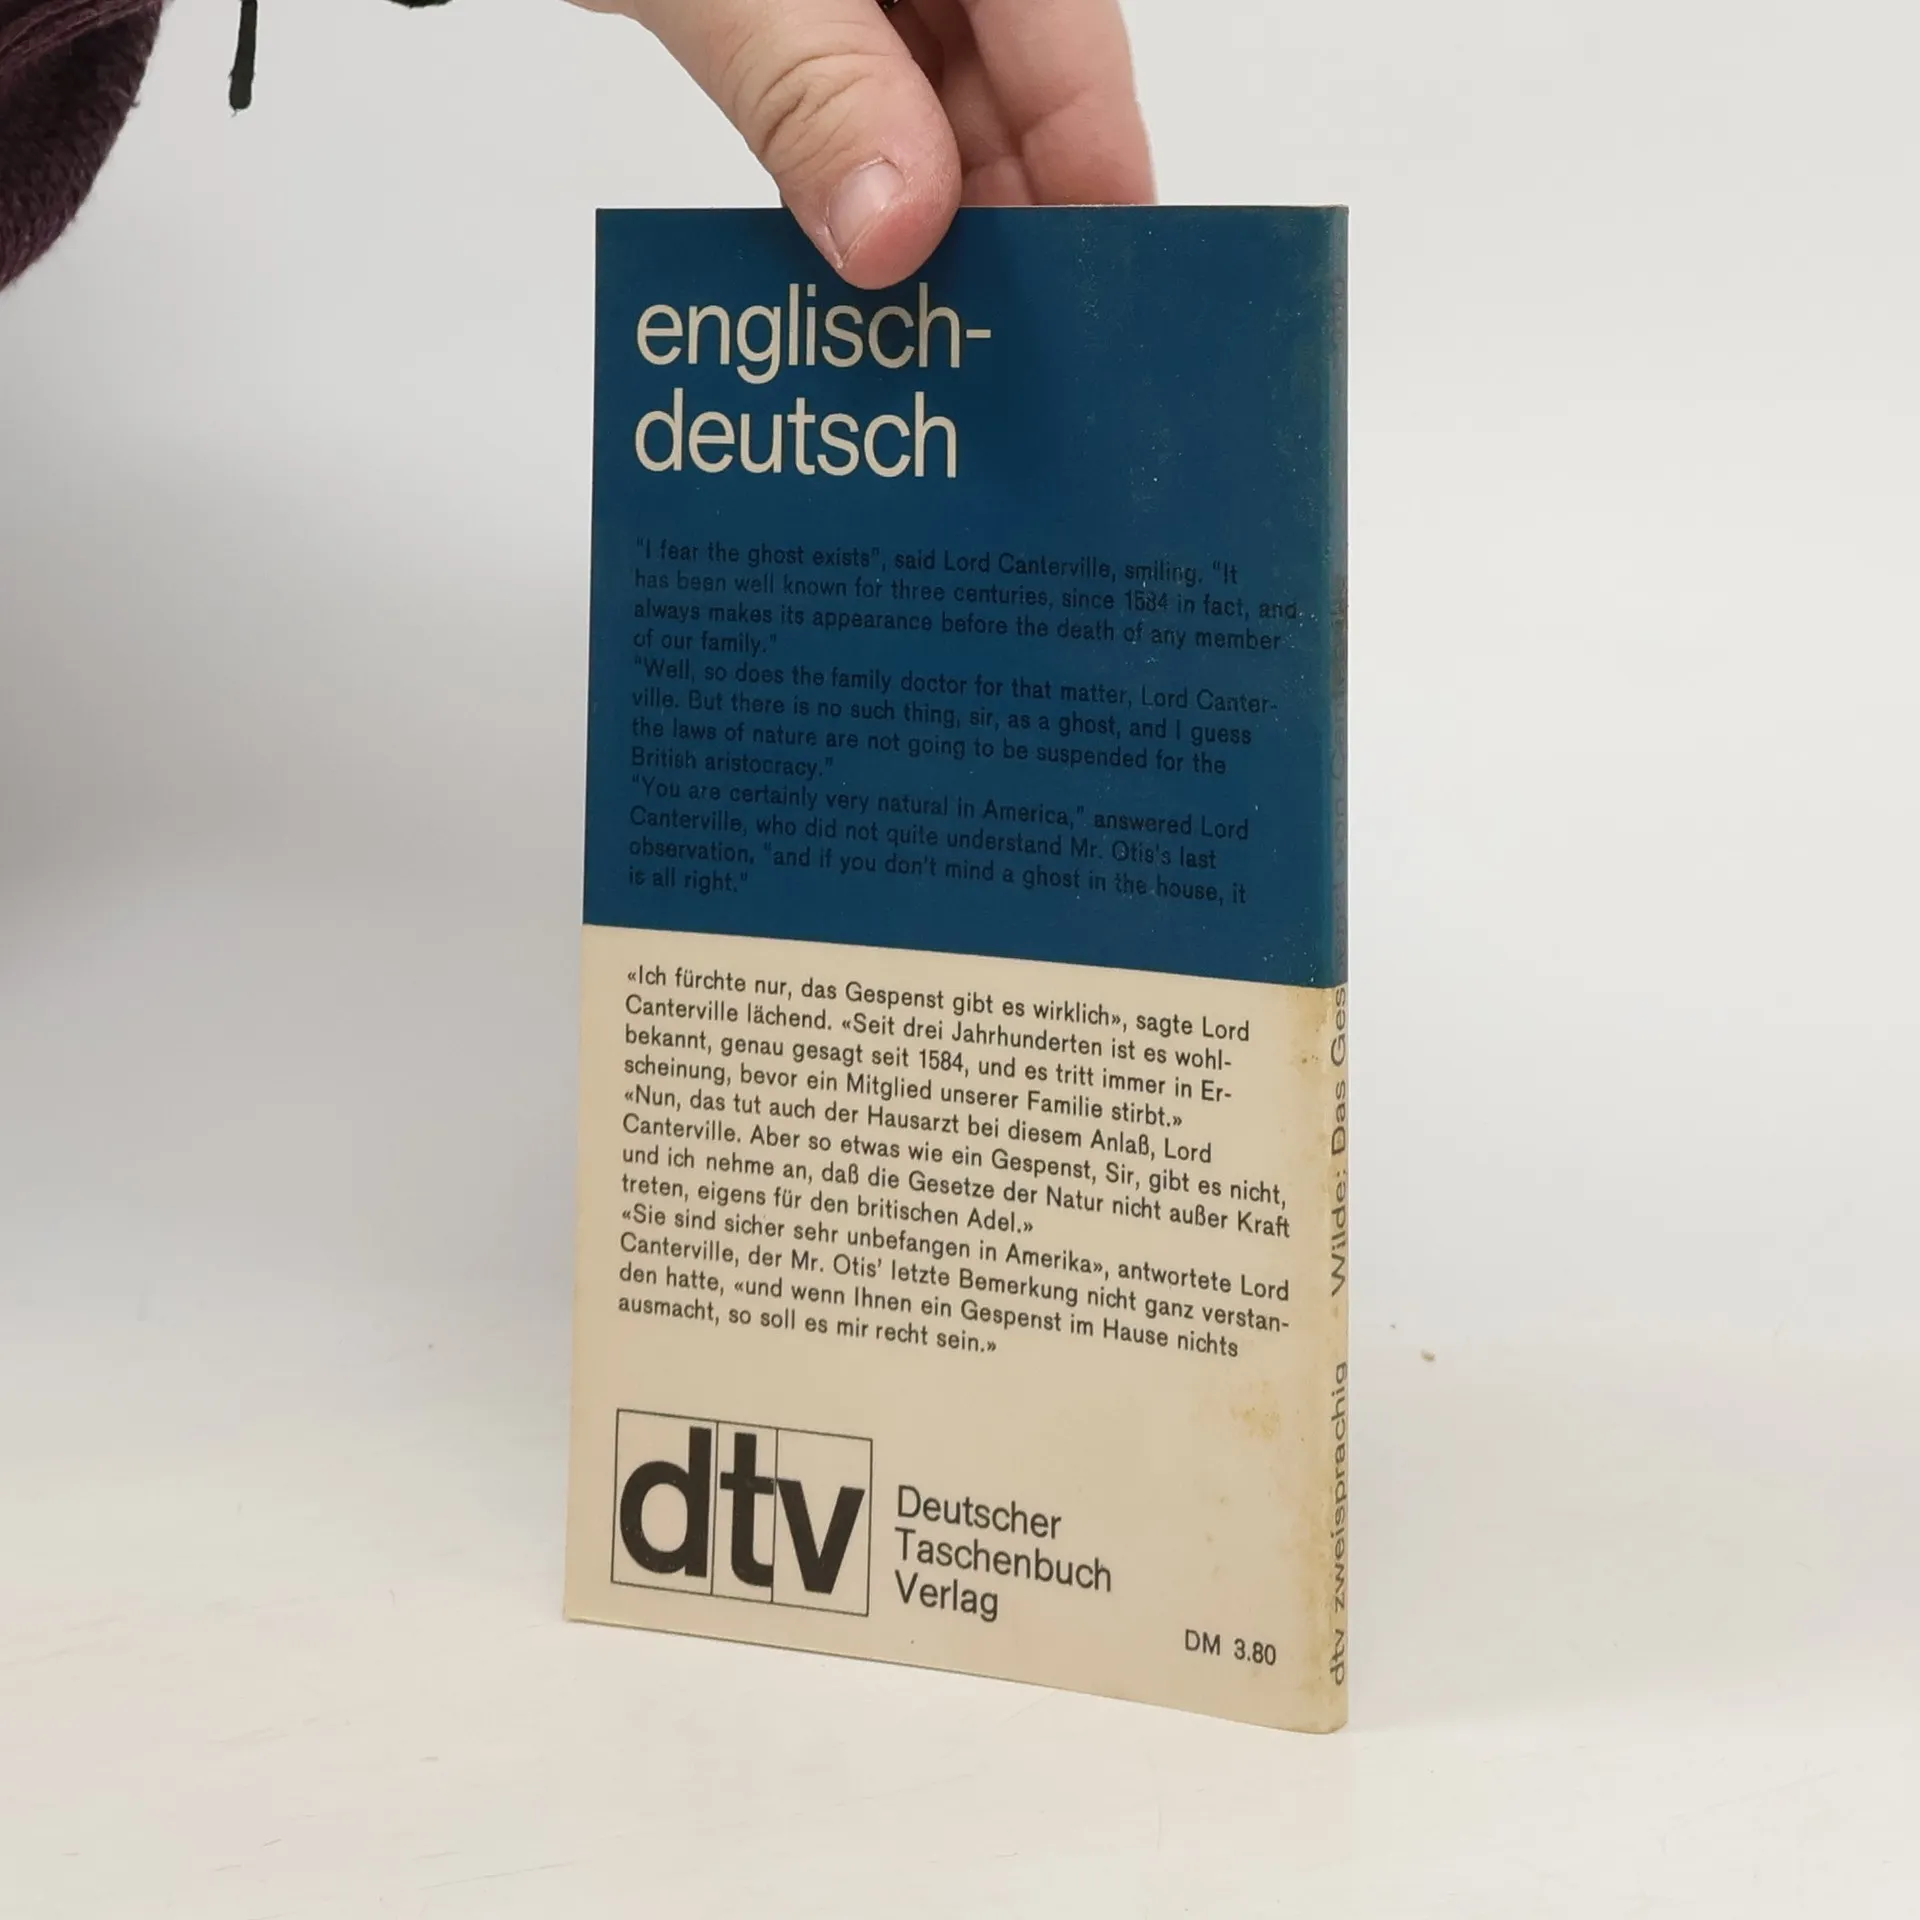 englisch-
deutsch
"I fear the ghost exists", said Lord Canterville, smiling. "It
has been well known for three centuries, since 1584 in fact, and
always makes its appearance before the death of any member
of our family."
"Well, so does the family doctor for that matter, Lord Canter-
ville. But there is no such thing, sir, as a ghost, and I guess
the laws of nature are not going to be suspended for the
British aristocracy."
"You are certainly very natural in America," answered Lord
Canterville, who did not quite understand Mr. Otis's last
observation, "and if you don't mind a ghost in the house, it
is all right."
«Ich fürchte nur, das Gespenst gibt es wirklich», sagte Lord
Canterville lächend. «Seit drei Jahrhunderten ist es wohl-
bekannt, genau gesagt seit 1584, und es tritt immer in Er-
scheinung, bevor ein Mitglied unserer Familie stirbt.»
«Nun, das tut auch der Hausarzt bei diesem Anlaß, Lord
Canterville. Aber so etwas wie ein Gespenst, Sir, gibt es nicht,
und ich nehme an, daß die Gesetze der Natur nicht außer Kraft
treten, eigens für den britischen Adel.»
«Sie sind sicher sehr unbefangen in Amerika», antwortete Lord
Canterville, der Mr. Otis' letzte Bemerkung nicht ganz verstan-
den hatte, «und wenn Ihnen ein Gespenst im Hause nichts
ausmacht, so soll es mir recht sein.»
dtv
Deutscher
Taschenbuch
Verlag
DM 3.80
dtv zweisprachig Wilde: Das Ges